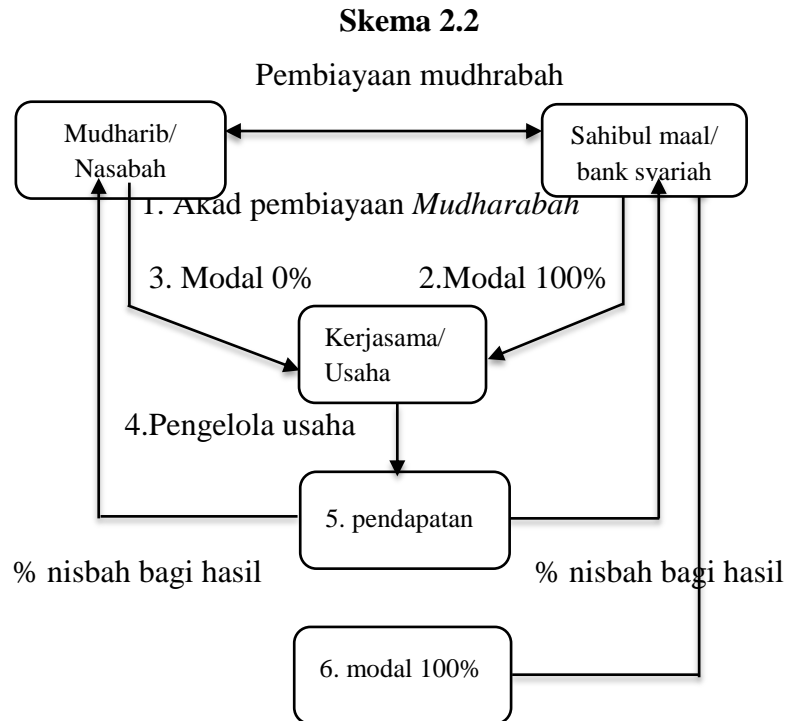 Skema 2.2
Pembiayaan mudhrabah
Mudharib/
Nasabah
Sahibul maal/
bank syariah
1. Akad pembiayaan Mudharabah
3. Modal 0%
2.Modal 100%
Kerjasama/
Usaha
4.Pengelola usaha
5. pendapatan
% nisbah bagi hasil
% nisbah bagi hasil
6. modal 100%